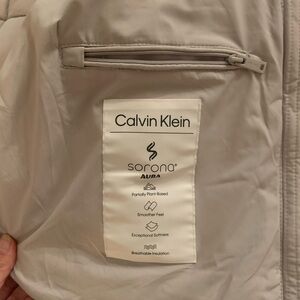 Calvin Klein
sorona®
AURA
Partially Plant-Based
Smoother Feel
Exceptional Softness
Breathable Insulation